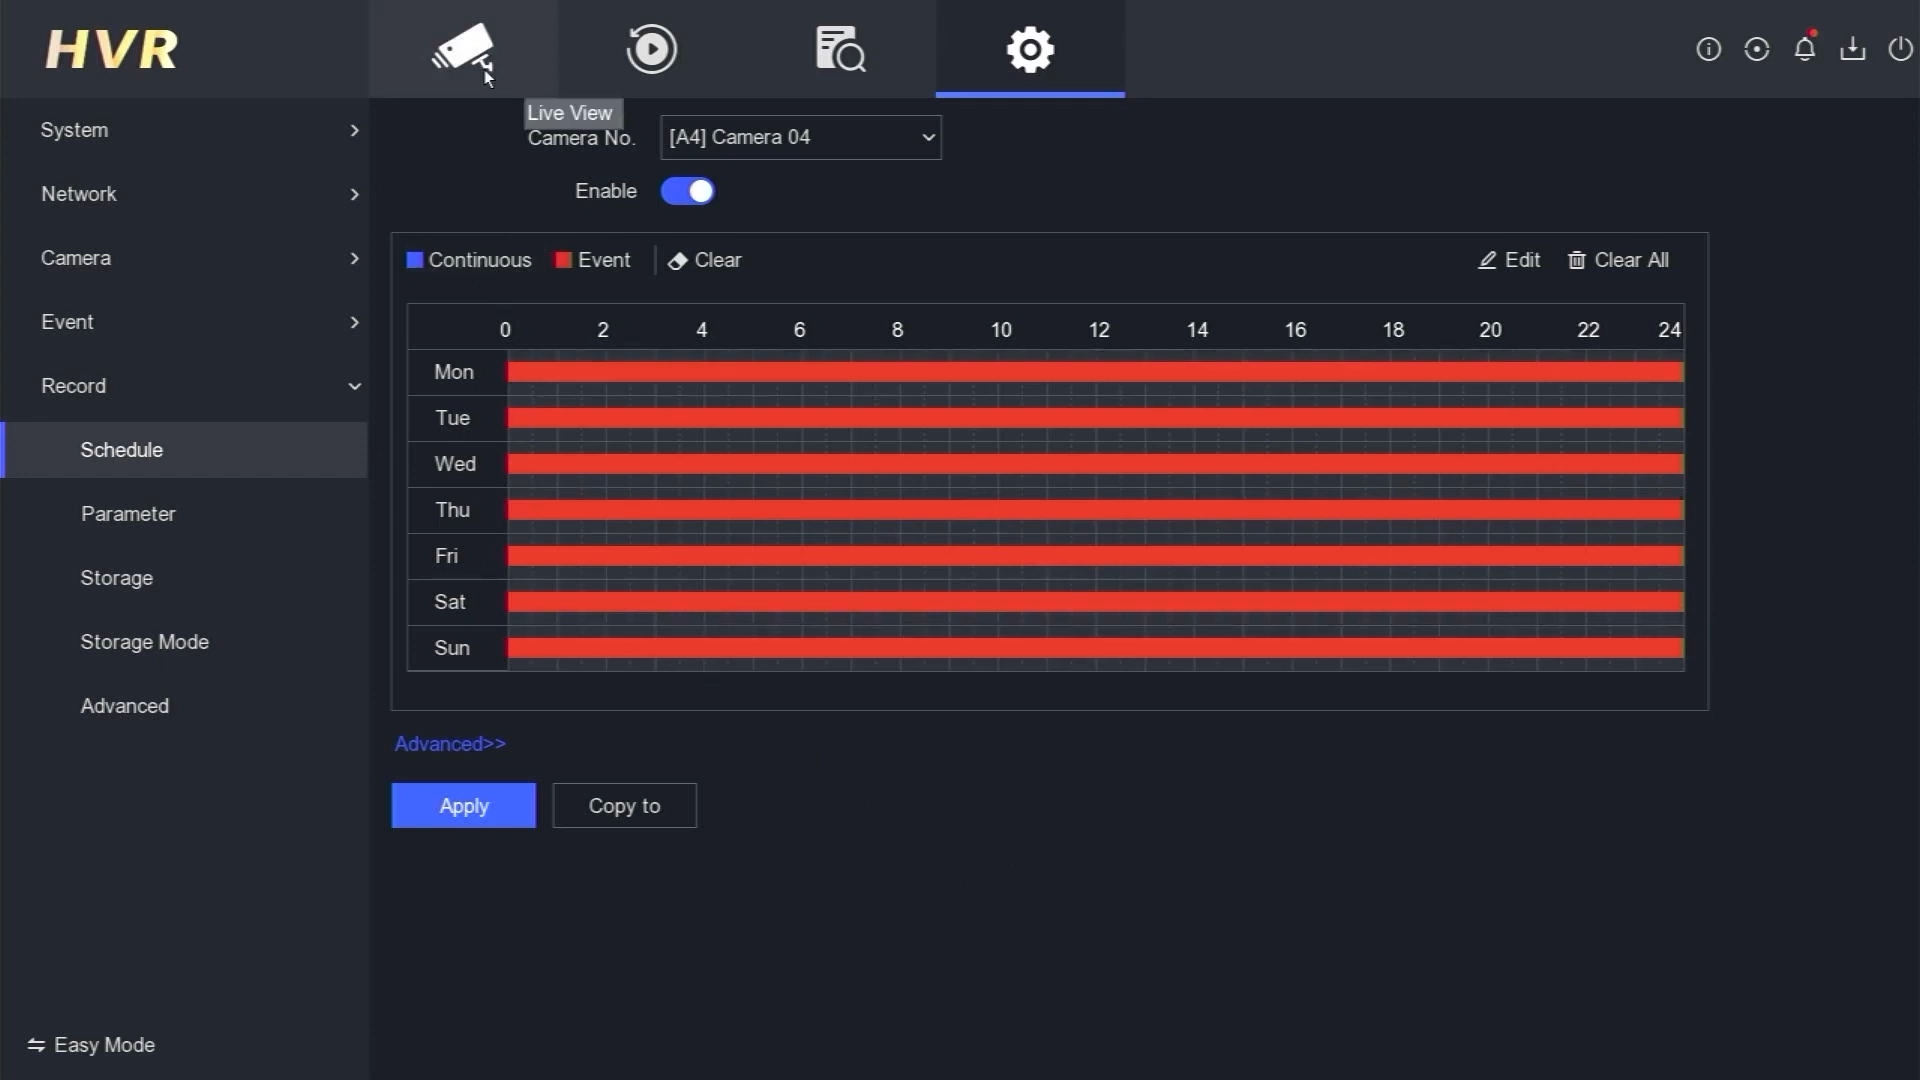 HVR
Live View
Camera No. [A4] Camera 04
Enable
System
Network
Camera
Event
Record
Schedule
Parameter
Storage
Storage Mode
Advanced
Easy Mode
Continuous Event Clear Edit Clear All
0 2 4 6 8 10 12 14 16 18 20 22 24
Mon
Tue
Wed
Thu
Fri
Sat
Sun
Advanced>>
Apply Copy to